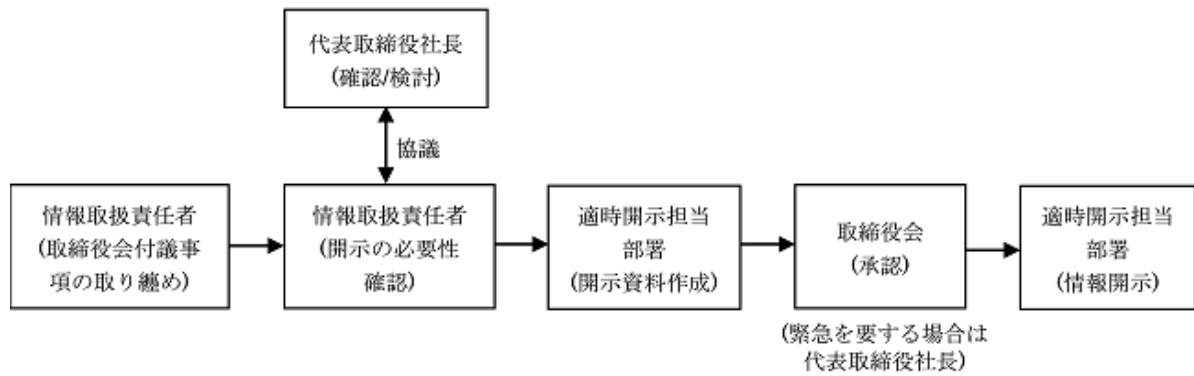 代表取締役社長
(確認/検討)
協議
情報取扱責任者
(取締役会付議事
項の取り纏め)
情報取扱責任者
(開示の必要性
確認)
適時開示担当
部署
(開示資料作成)
取締役会
(承認)
(緊急を要する場合は
代表取締役社長)
適時開示担当
部署
(情報開示)